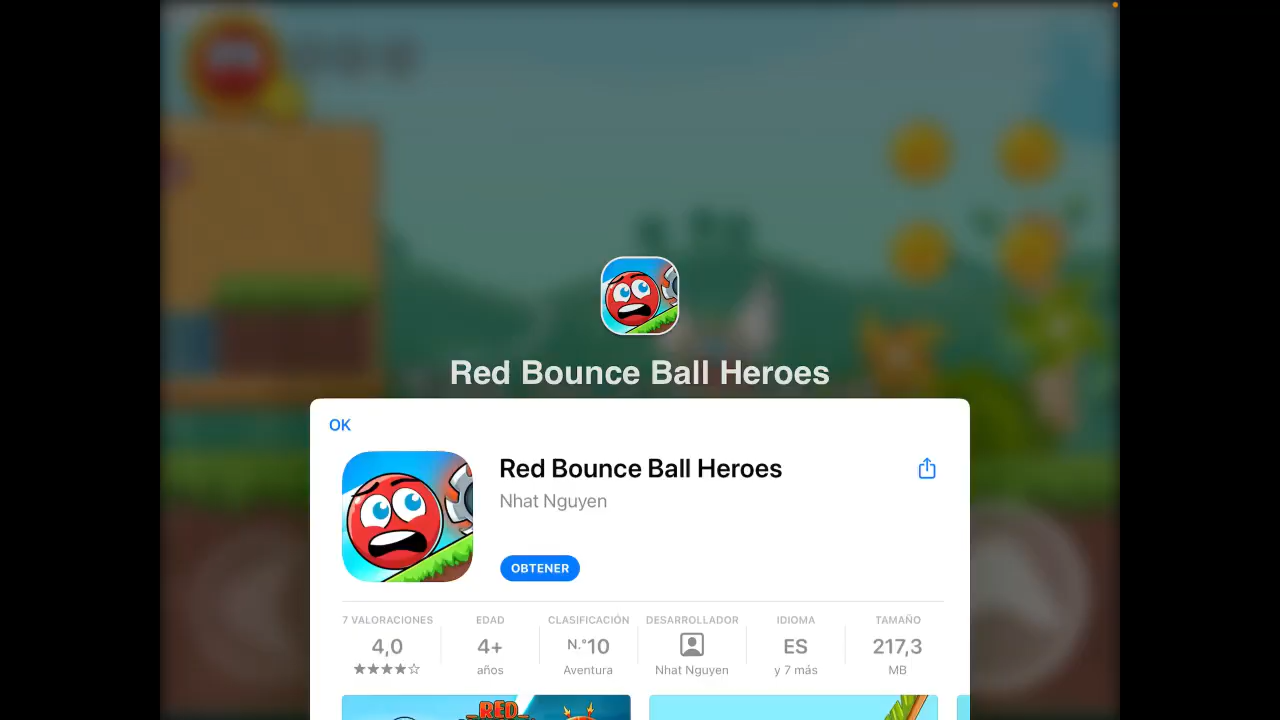 Red Bounce Ball Heroes
OK
Red Bounce Ball Heroes
Nhat Nguyen
OBTENER
7 VALORACIONES
EDAD
CLASIFICACIÓN
DESARROLLADOR
IDIOMA
TAMAÑO
4,0
4+
N.º10
ES
217,3
★★★★☆
años
Aventura
Nhat Nguyen
y 7 más
MB
RED